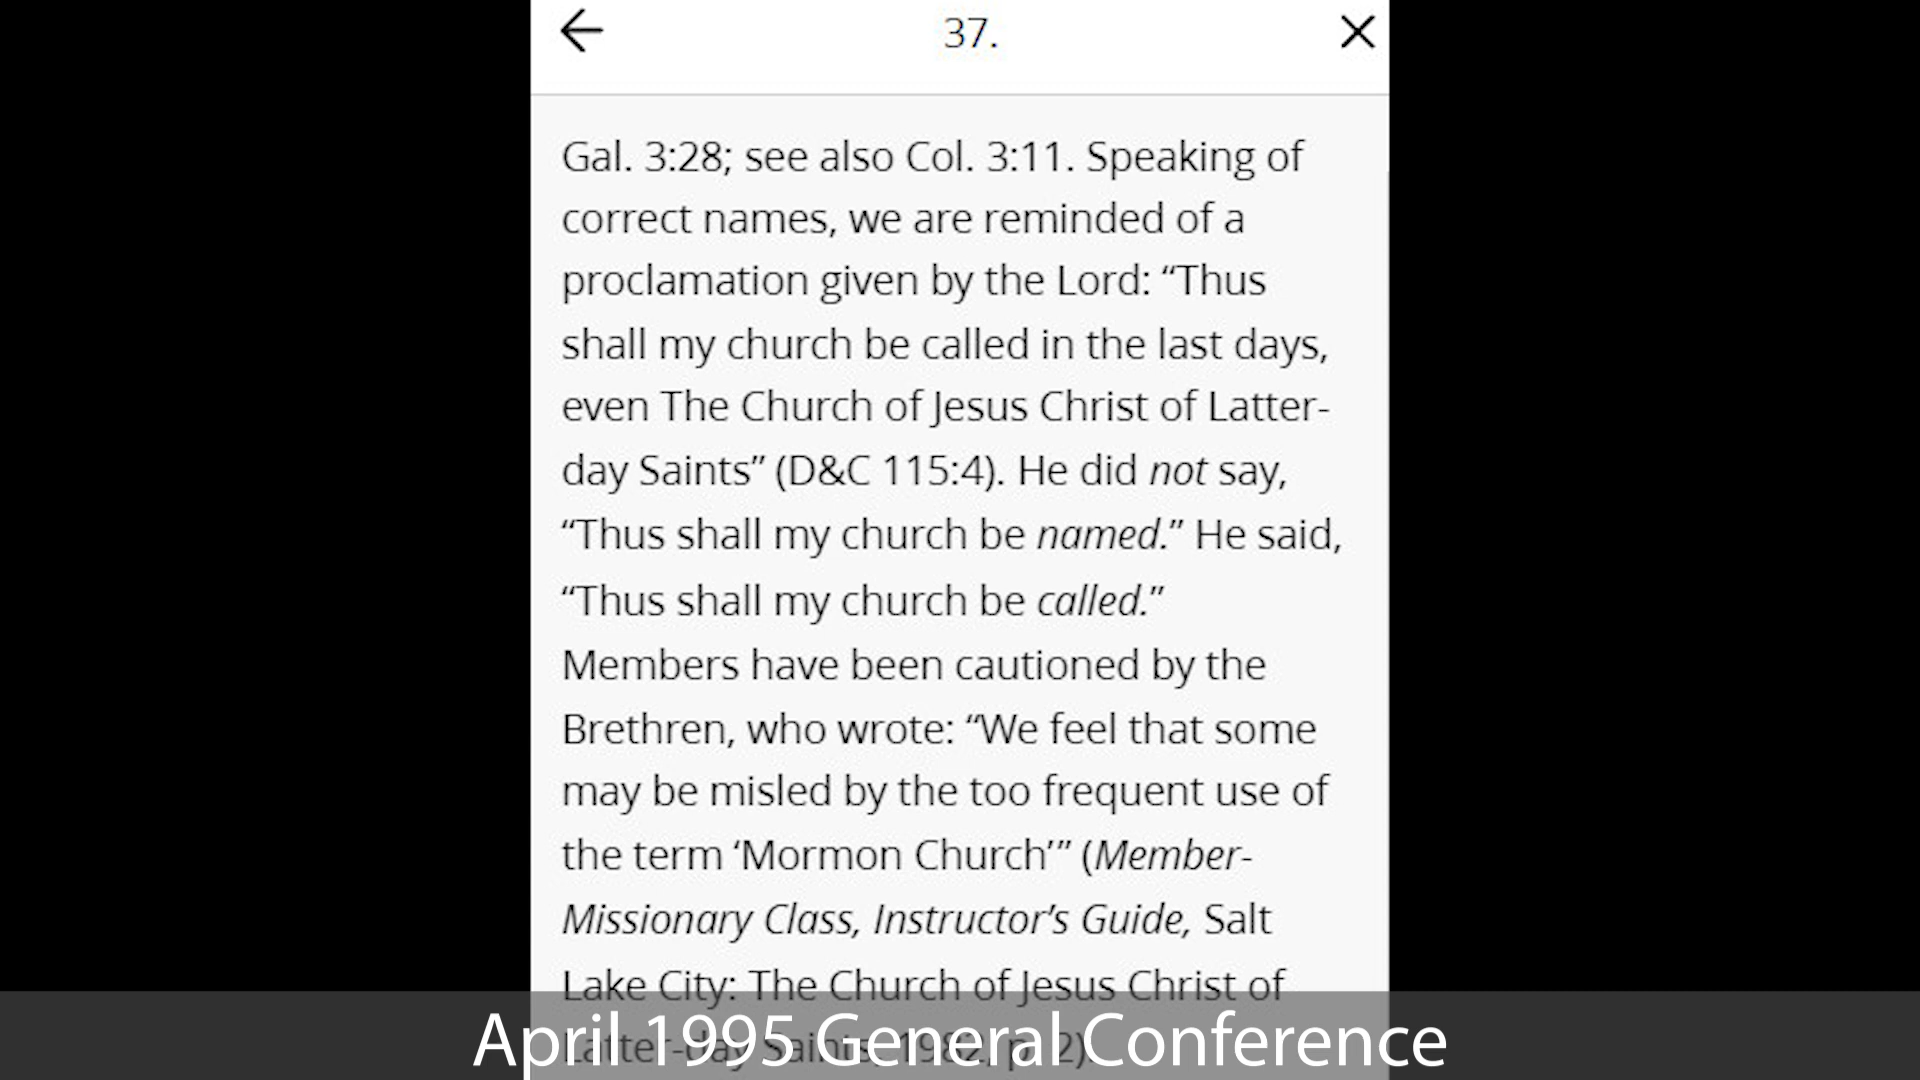 37.
Gal. 3:28; see also Col. 3:11. Speaking of
correct names, we are reminded of a
proclamation given by the Lord: “Thus
shall my church be called in the last days,
even The Church of Jesus Christ of Latter-
day Saints” (D&C 115:4). He did not say,
“Thus shall my church be named.” He said,
“Thus shall my church be called.”
Members have been cautioned by the
Brethren, who wrote: “We feel that some
may be misled by the too frequent use of
the term ‘Mormon Church’” (Member-
Missionary Class, Instructor’s Guide, Salt
Lake City: The Church of Jesus Christ of
Latter-day Saints, 1982, p. 2).
April 1995 General Conference